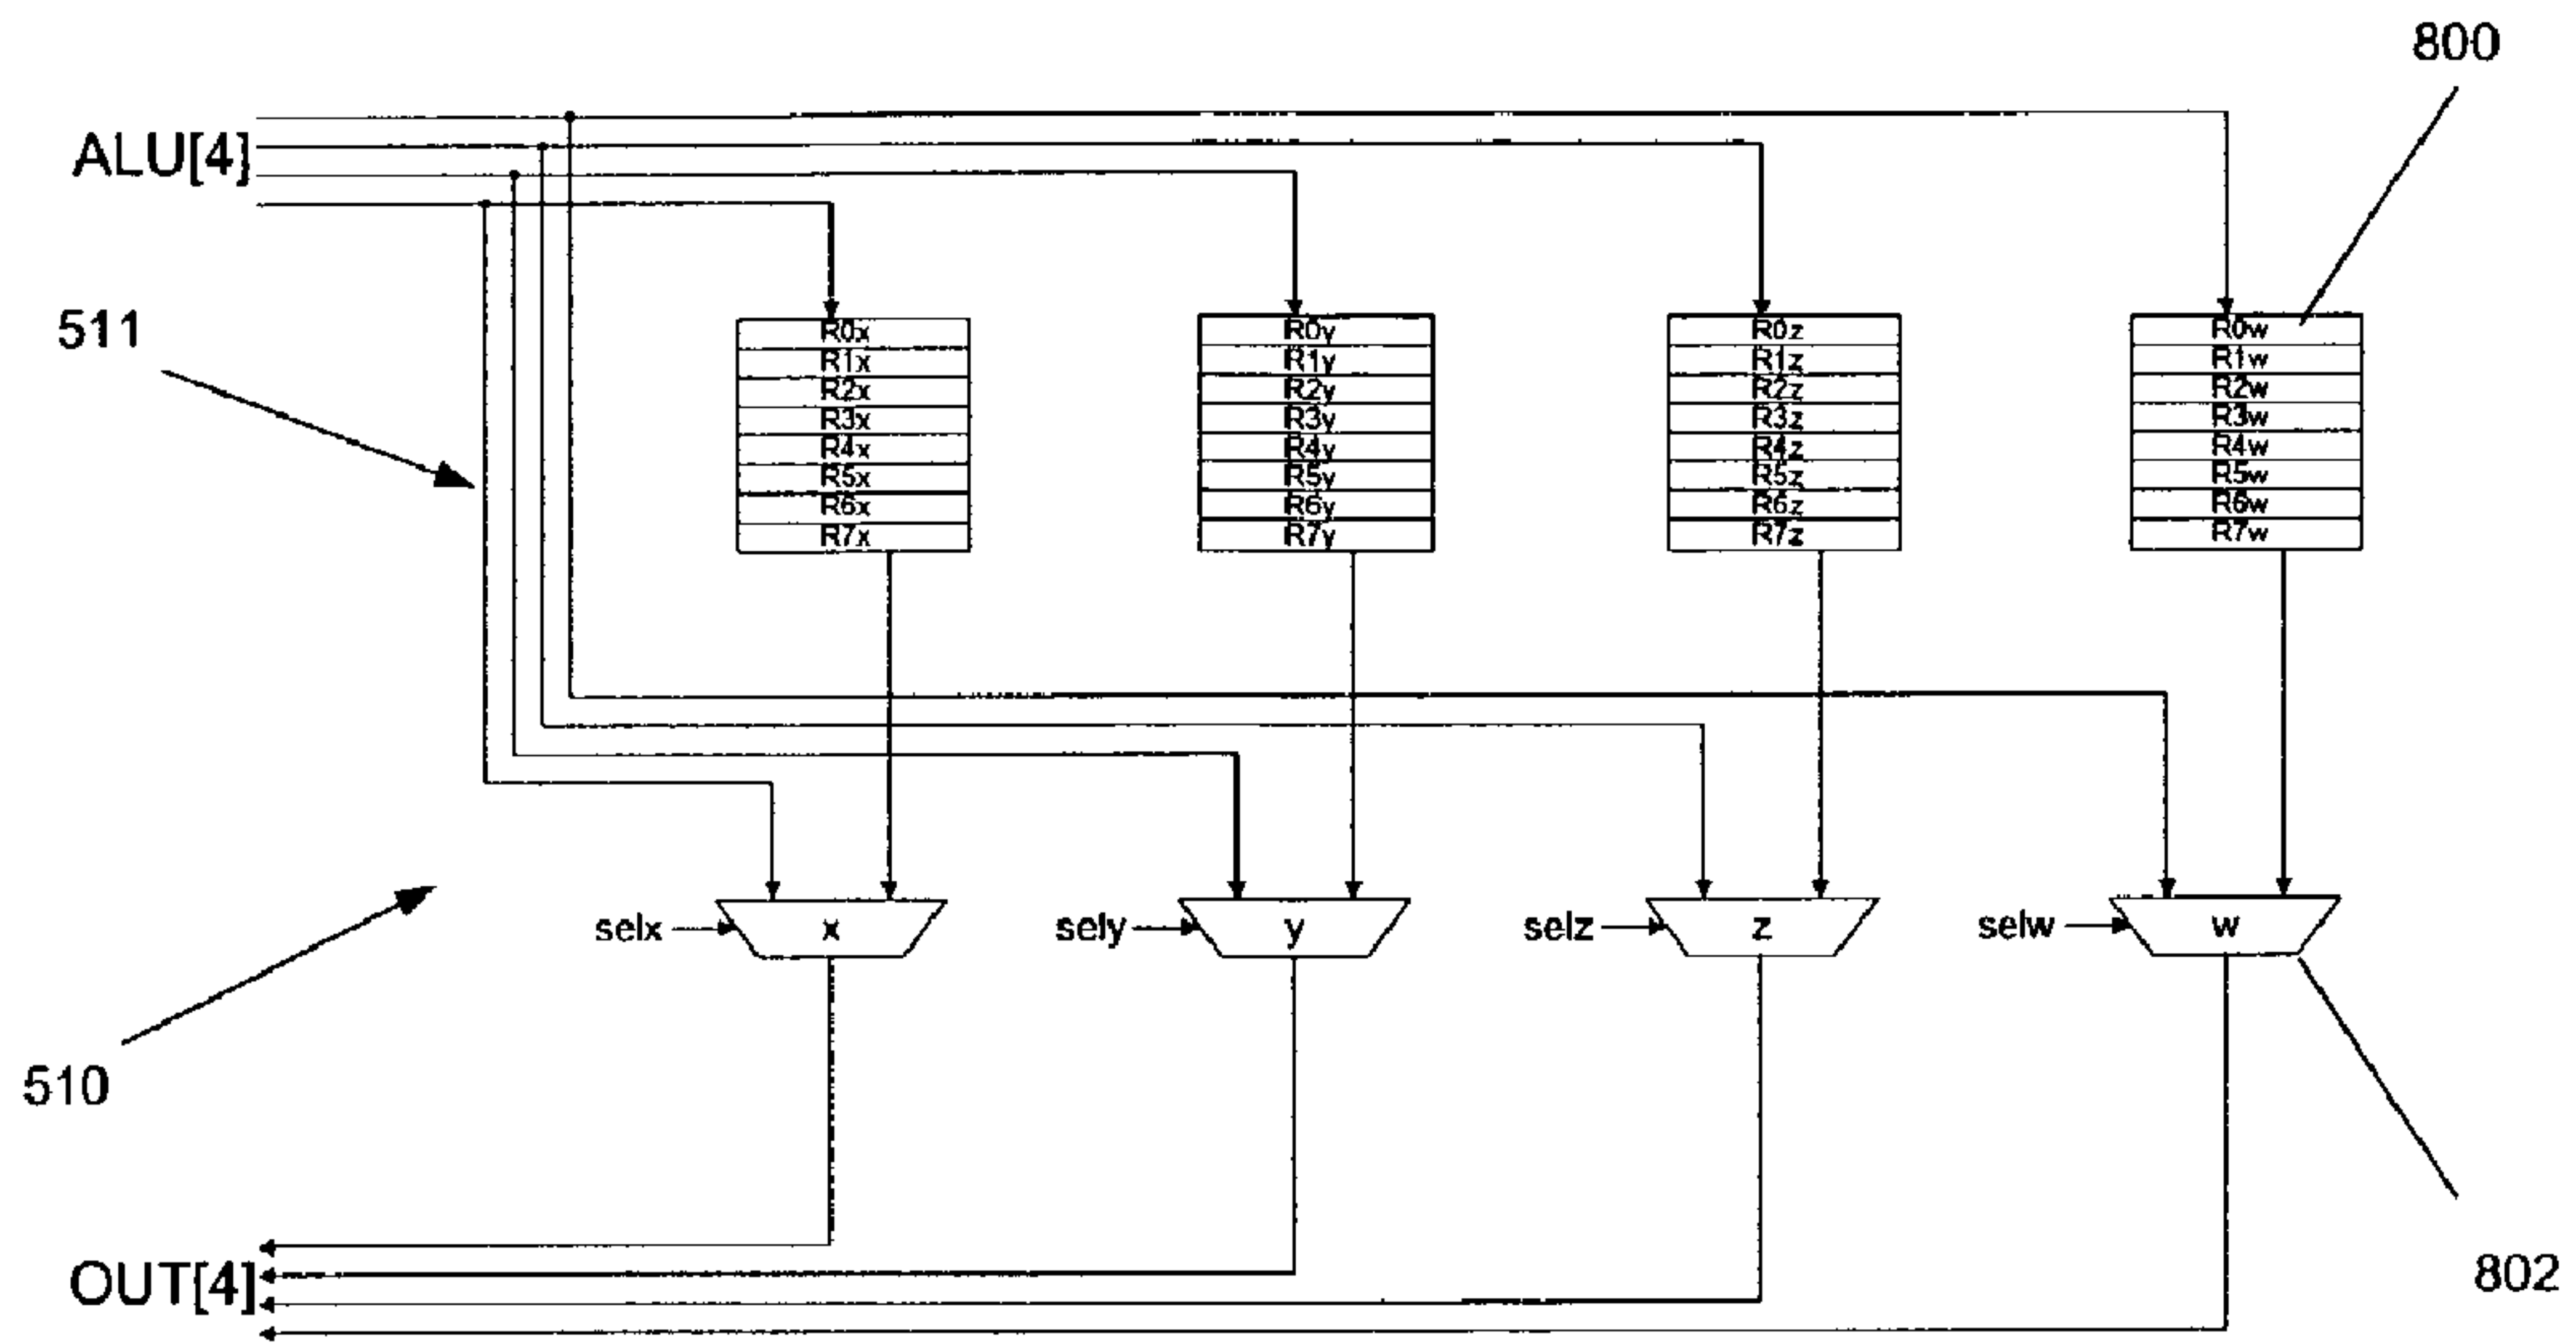 800
ALU[4]
511
R0x R0y R0z R0w
R1x R1y R1z R1w
R2x R2y R2z R2w
R3x R3y R3z R3w
R4x R4y R4z R4w
R5x R5y R5z R5w
R6x R6y R6z R6w
R7x R7y R7z R7w
selx x sely y selz z selw w
510
OUT[4]
802